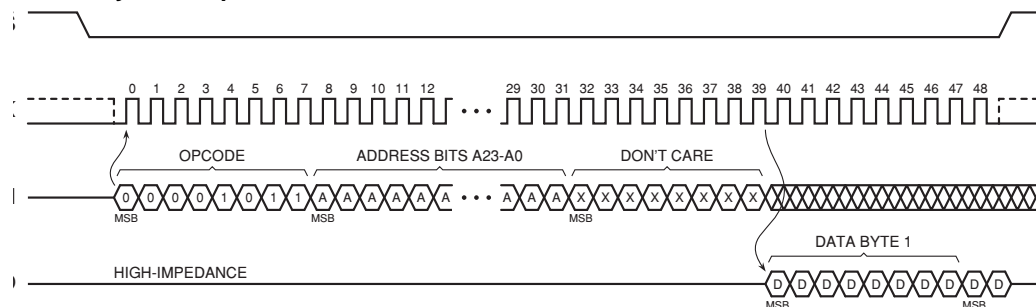 0 1 2 3 4 5 6 7 8 9 10 11 12 29 30 31 32 33 34 35 36 37 38 39 40 41 42 43 44 45 46 47 48
OPCODE ADDRESS BITS A23-A0 DON'T CARE
0 0 0 0 1 0 1 1 A A A A A A A A A X X X X X X X X
MSB MSB MSB
DATA BYTE 1
HIGH-IMPEDANCE
D D D D D D D D D D
MSB MSB